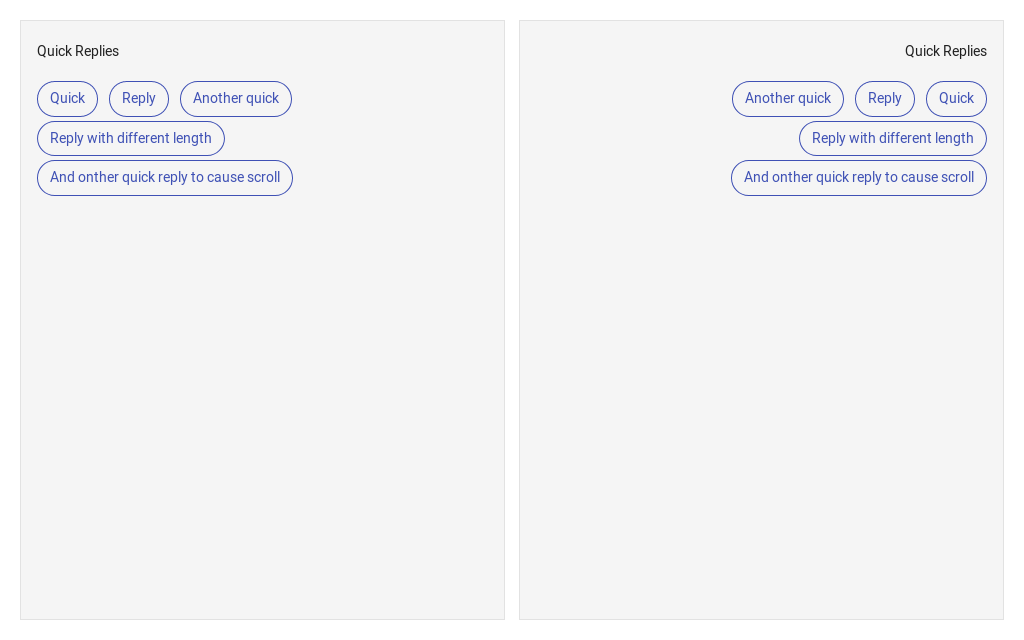 Quick Replies
Quick Reply Another quick
Reply with different length
And onther quick reply to cause scroll
Quick Replies
Another quick Reply Quick
Reply with different length
And onther quick reply to cause scroll